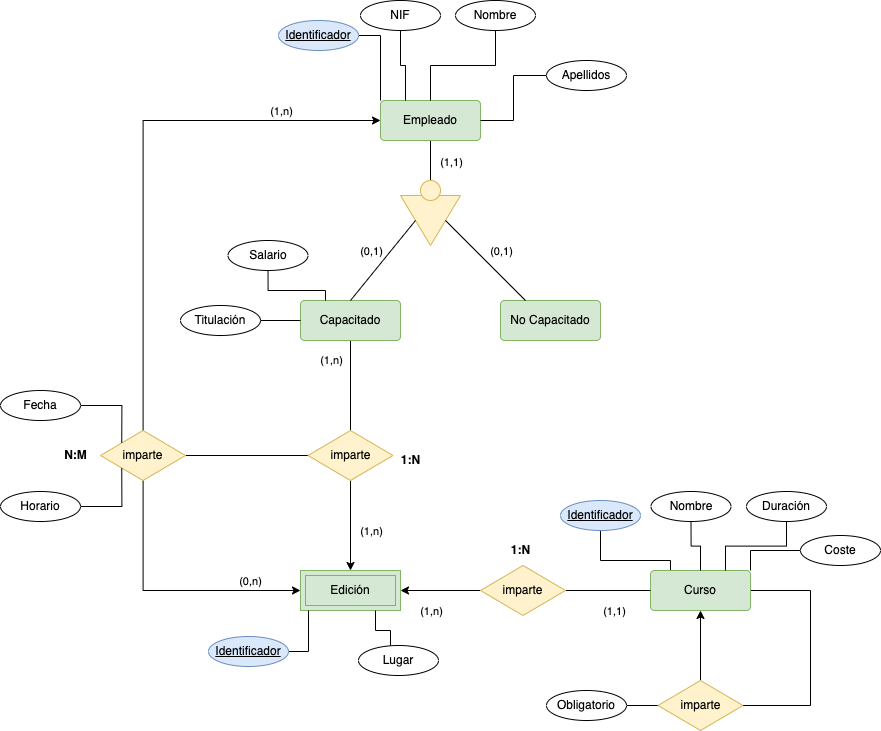 NIF
Nombre
Identificador
Apellidos
(1,n)
Empleado
(1,1)
(0,1)
(0,1)
Salario
Titulación
Capacitado
No Capacitado
(1,n)
Fecha
N:M
imparte
imparte
1:N
Horario
Identificador
Nombre
Duración
(1,n)
1:N
Coste
(0,n)
Edición
imparte
Curso
(1,n)
(1,1)
Identificador
Lugar
Obligatorio
imparte